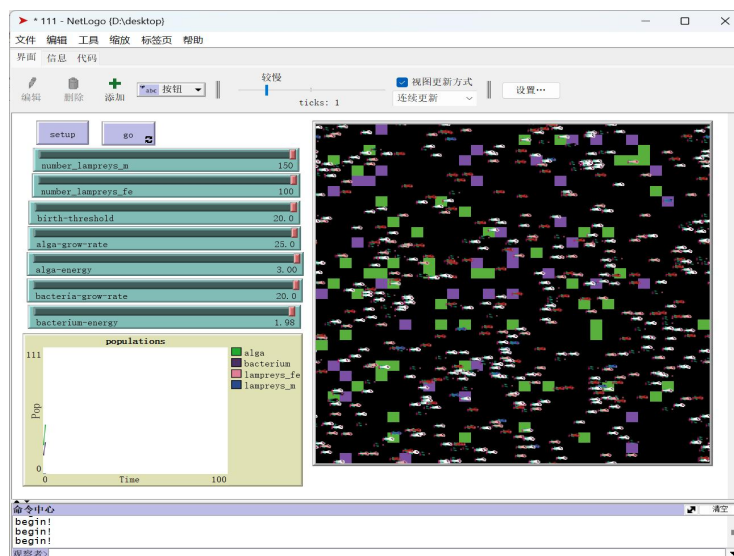 * 111 - NetLogo {D:\desktop}
文件 编辑 工具 缩放 标签页 帮助
界面 信息 代码
编辑 删除 添加 abc 按钮 较慢 ticks: 1 视图更新方式 连续更新 设置…
setup go
number_lampreys_m 150
number_lampreys_fe 100
birth-threshold 20.0
alga-grow-rate 25.0
alga-energy 3.00
bacteria-grow-rate 20.0
bacterium-energy 1.98
populations
111
Pop
0
0 Time 100
alga
bacterium
lampreys_fe
lampreys_m
命令中心 清空
begin!
begin!
begin!
观察者>